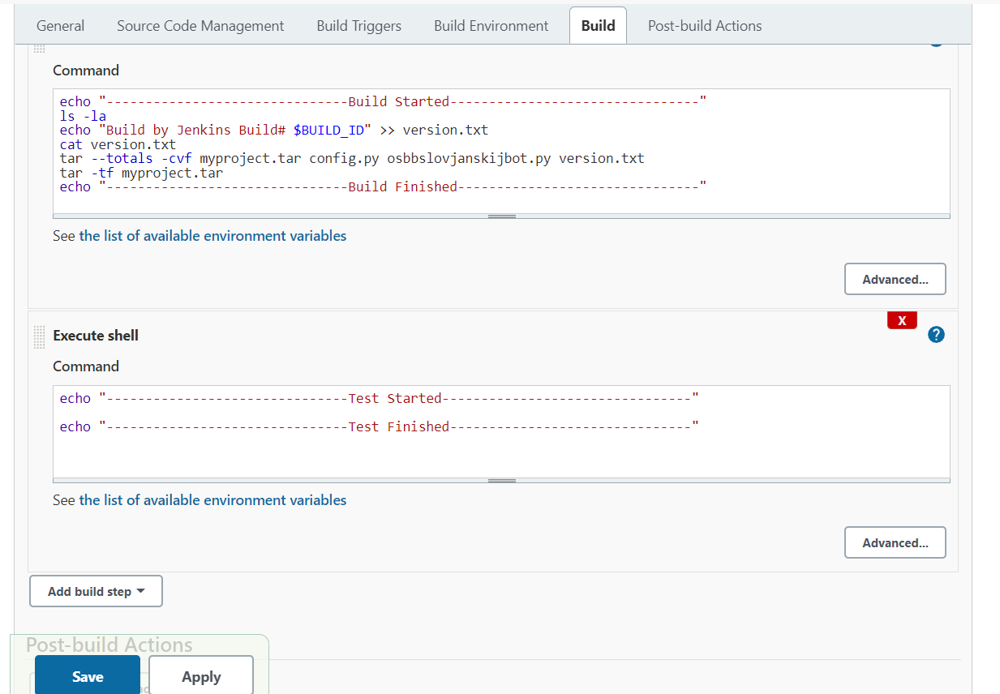 General Source Code Management Build Triggers Build Environment Build Post-build Actions
Command
echo "-------------------------------Build Started--------------------------------"
ls -la
echo "Build by Jenkins Build# $BUILD_ID" >> version.txt
cat version.txt
tar --totals -cvf myproject.tar config.py osbbslovjanskijbot.py version.txt
tar -tf myproject.tar
echo "-------------------------------Build Finished-------------------------------"
See the list of available environment variables
Advanced...
X
Execute shell
?
Command
echo "-------------------------------Test Started--------------------------------"
echo "-------------------------------Test Finished-------------------------------"
See the list of available environment variables
Advanced...
Add build step
Post-build Actions
Save Apply